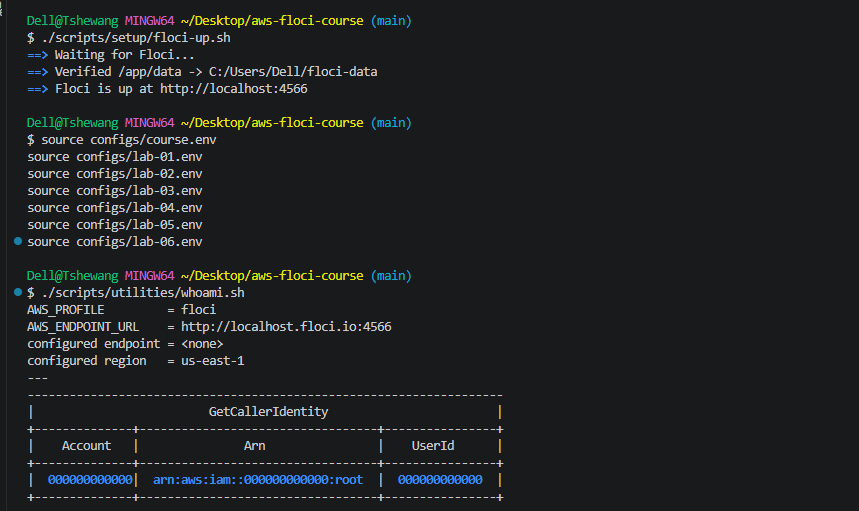 Dell@Tshewang MINGW64 ~/Desktop/aws-floci-course (main)
$ ./scripts/setup/floci-up.sh
==> Waiting for Floci...
==> Verified /app/data -> C:/Users/Dell/floci-data
==> Floci is up at http://localhost:4566

Dell@Tshewang MINGW64 ~/Desktop/aws-floci-course (main)
$ source configs/course.env
source configs/lab-01.env
source configs/lab-02.env
source configs/lab-03.env
source configs/lab-04.env
source configs/lab-05.env
source configs/lab-06.env

Dell@Tshewang MINGW64 ~/Desktop/aws-floci-course (main)
$ ./scripts/utilities/whoami.sh
AWS_PROFILE         = floci
AWS_ENDPOINT_URL    = http://localhost.floci.io:4566
configured endpoint = <none>
configured region   = us-east-1
---
--------------------------------------------------------------------
|                         GetCallerIdentity                        |
+--------------+----------------------------------+----------------+
|    Account   |               Arn                |    UserId      |
+--------------+----------------------------------+----------------+
|  000000000000|  arn:aws:iam::000000000000:root  |  000000000000  |
+--------------+----------------------------------+----------------+